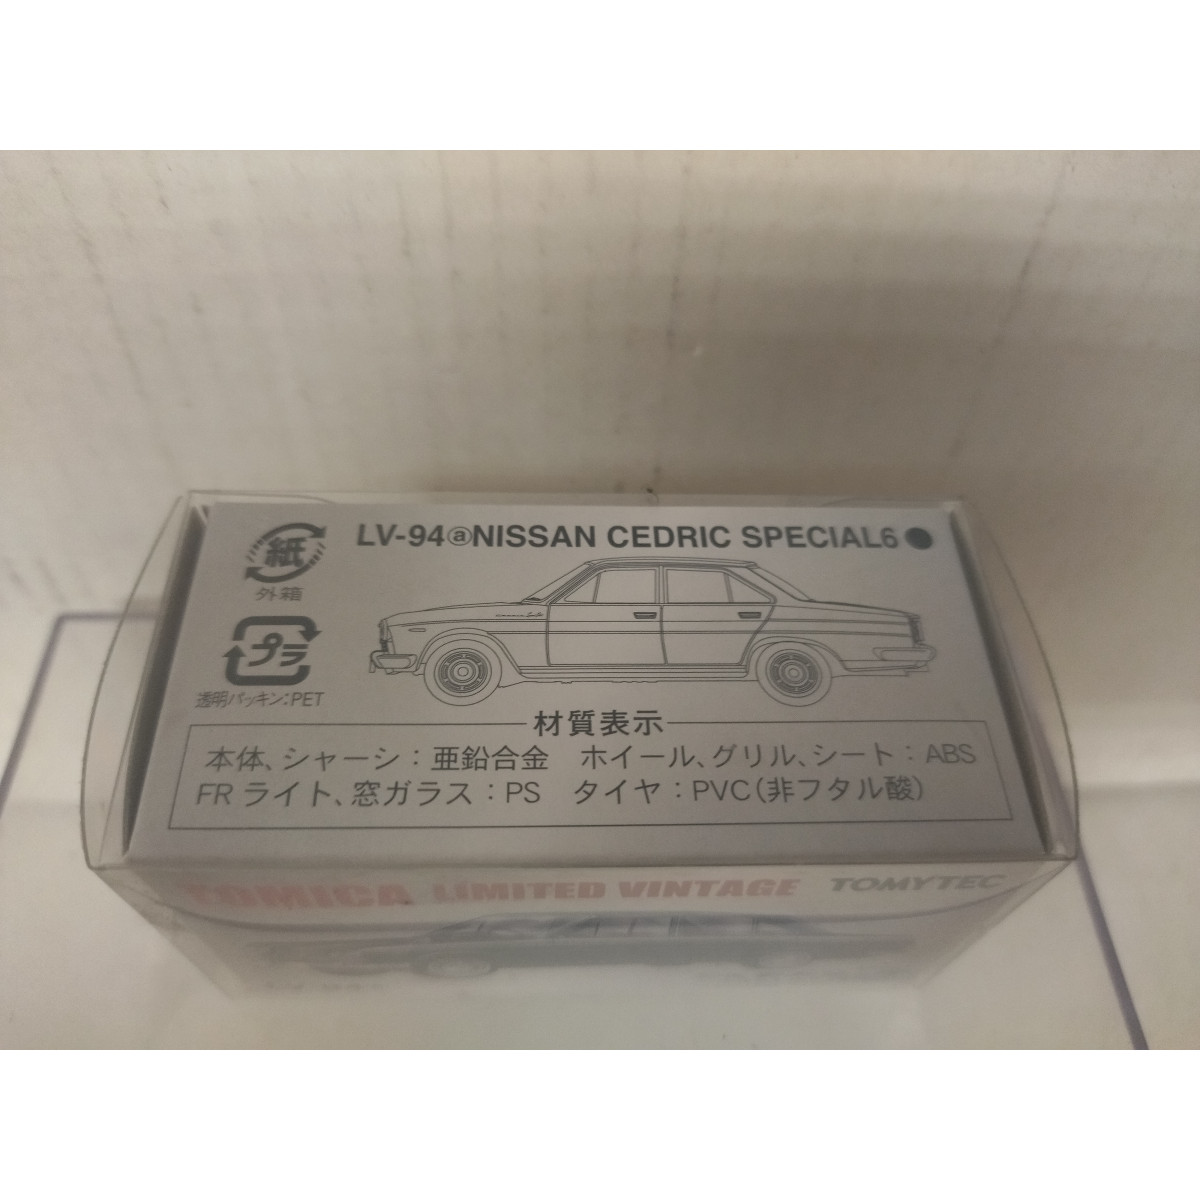 LV-94ⓐNISSAN CEDRIC SPECIAL6●
紙
外箱
プラ
透明パッキン:PET
材質表示
本体、シャーシ:亜鉛合金 ホイール、グリル、シート:ABS
FRライト、窓ガラス:PS タイヤ:PVC(非フタル酸)
TOMICA LIMITED VINTAGE TOMYTEC